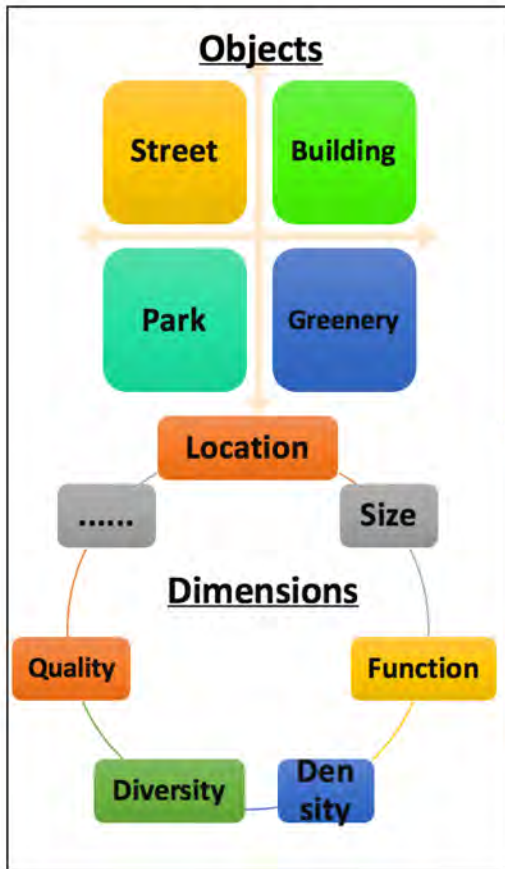 Objects
Street
Building
Park
Greenery
Location
......
Size
Dimensions
Quality
Function
Diversity
Den
sity